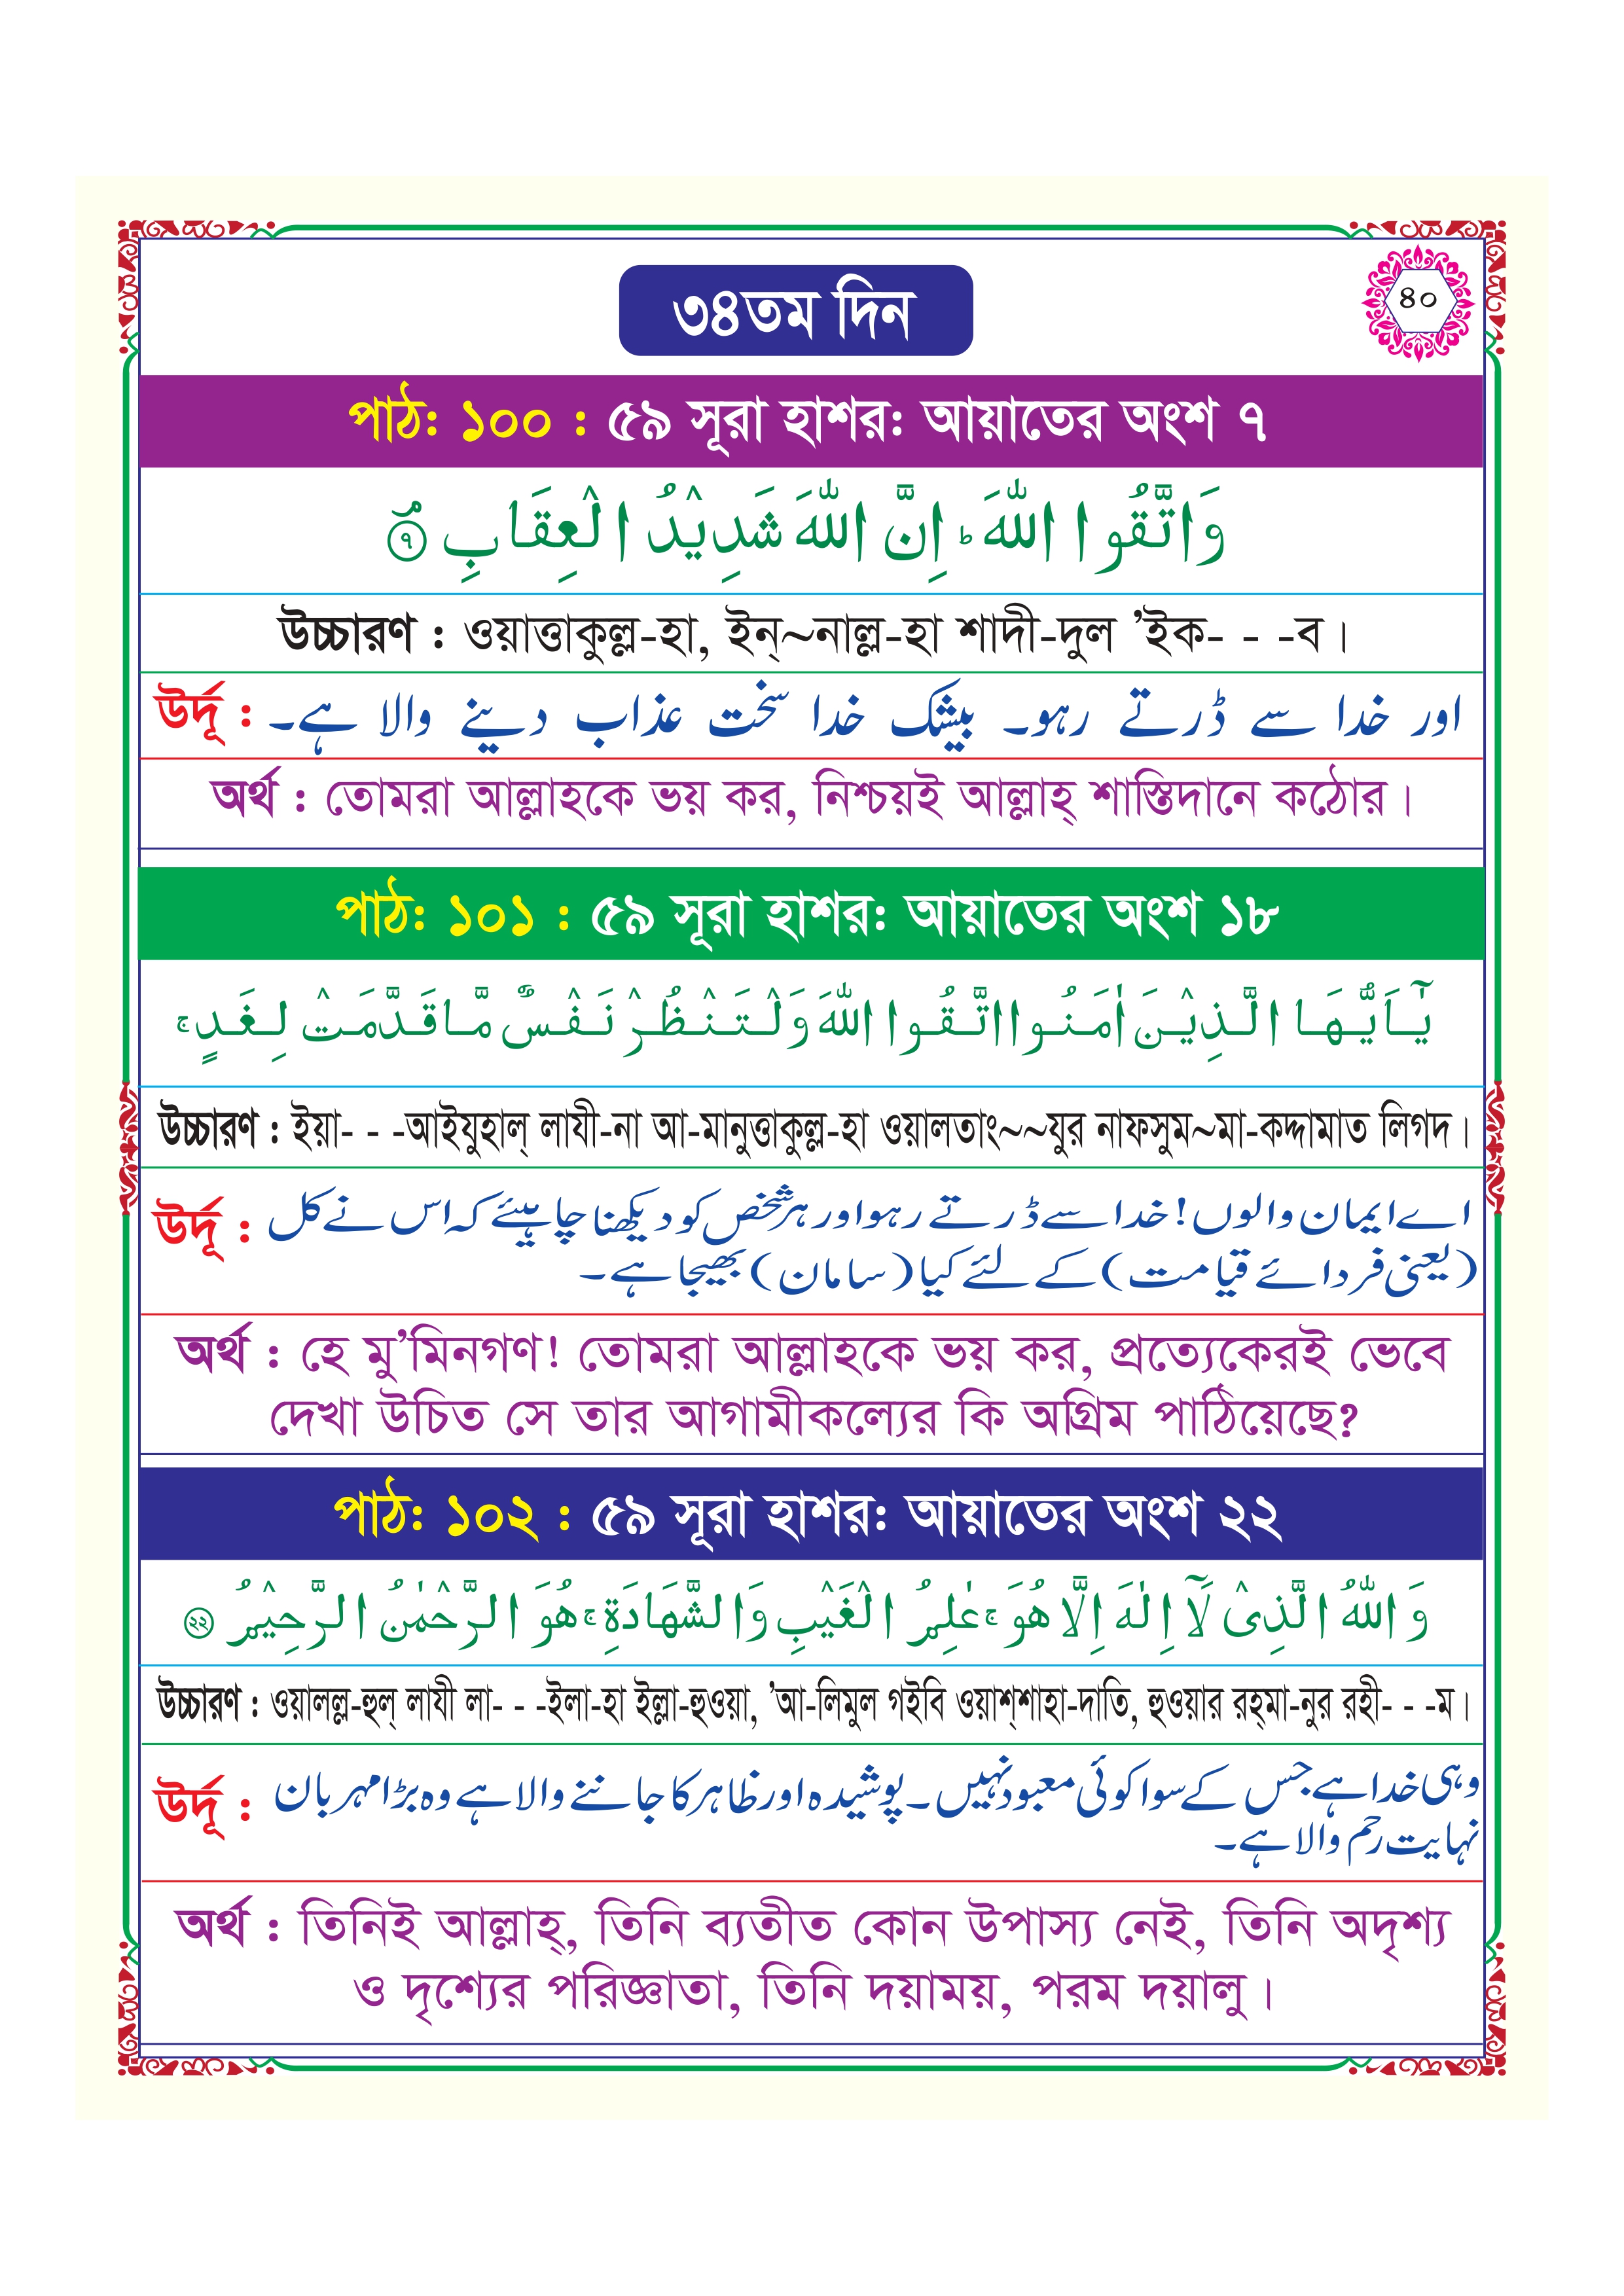 ৩৪তম দিন
৪০
পাঠ: ১০০ : ৫৯ সূরা হাশর: আয়াতের অংশ ৭
وَاتَّقُوا اللّٰهَ ؕ اِنَّ اللّٰهَ شَدِيْدُ الْعِقَابِ ۘ ﴿٩﴾
উচ্চারণ : ওয়াত্তাকুল্ল-হা, ইন্~নাল্ল-হা শাদী-দুল ’ইক- - -ব।
উর্দূ : اور خدا سے ڈرتے رہو۔ بیشک خدا سخت عذاب دینے والا ہے۔
অর্থ : তোমরা আল্লাহকে ভয় কর, নিশ্চয়ই আল্লাহ্ শাস্তিদানে কঠোর।
পাঠ: ১০১ : ৫৯ সূরা হাশর: আয়াতের অংশ ১৮
يٰۤاَيُّهَا الَّذِيْنَ اٰمَنُوا اتَّقُوا اللّٰهَ وَلْتَنْظُرْ نَفْسٌ مَّا قَدَّمَتْ لِغَدٍ ۚ
উচ্চারণ : ইয়া- - -আইয়ুহাল্ লাযী-না আ-মানুত্তাকুল্ল-হা ওয়ালতাং~~যুর নাফসুম~মা-কদ্দামাত লিগদ।
উর্দূ : اے ایمان والوں! خدا سے ڈرتے رہو اور ہر شخص کو دیکھنا چاہیئے کہ اس نے کل
(یعنی فردائے قیامت) کے لئے کیا (سامان) بھیجا ہے۔
অর্থ : হে মু’মিনগণ! তোমরা আল্লাহকে ভয় কর, প্রত্যেকেরই ভেবে
দেখা উচিত সে তার আগামীকল্যের কি অগ্রিম পাঠিয়েছে?
পাঠ: ১০২ : ৫৯ সূরা হাশর: আয়াতের অংশ ২২
وَ اللّٰهُ الَّذِىْ لَاۤ اِلٰهَ اِلَّا هُوَ ۚ عٰلِمُ الْغَيْبِ وَالشَّهَادَةِ ۚ هُوَ الرَّحْمٰنُ الرَّحِيْمُ ﴿২২﴾
উচ্চারণ : ওয়ালল্ল-হুল্ লাযী লা- - -ইলা-হা ইল্লা-হুওয়া, ’আ-লিমুল গইবি ওয়াশ্শাহা-দাতি, হুওয়ার রহ্মা-নুর রহী- - -ম।
উর্দূ : وہی خدا ہے جس کے سوا کوئی معبود نہیں۔ پوشیدہ اور ظاہر کا جاننے والا ہے وہ بڑا مہربان
نہایت رحم والا ہے۔
অর্থ : তিনিই আল্লাহ্, তিনি ব্যতীত কোন উপাস্য নেই, তিনি অদৃশ্য
ও দৃশ্যের পরিজ্ঞাতা, তিনি দয়াময়, পরম দয়ালু।